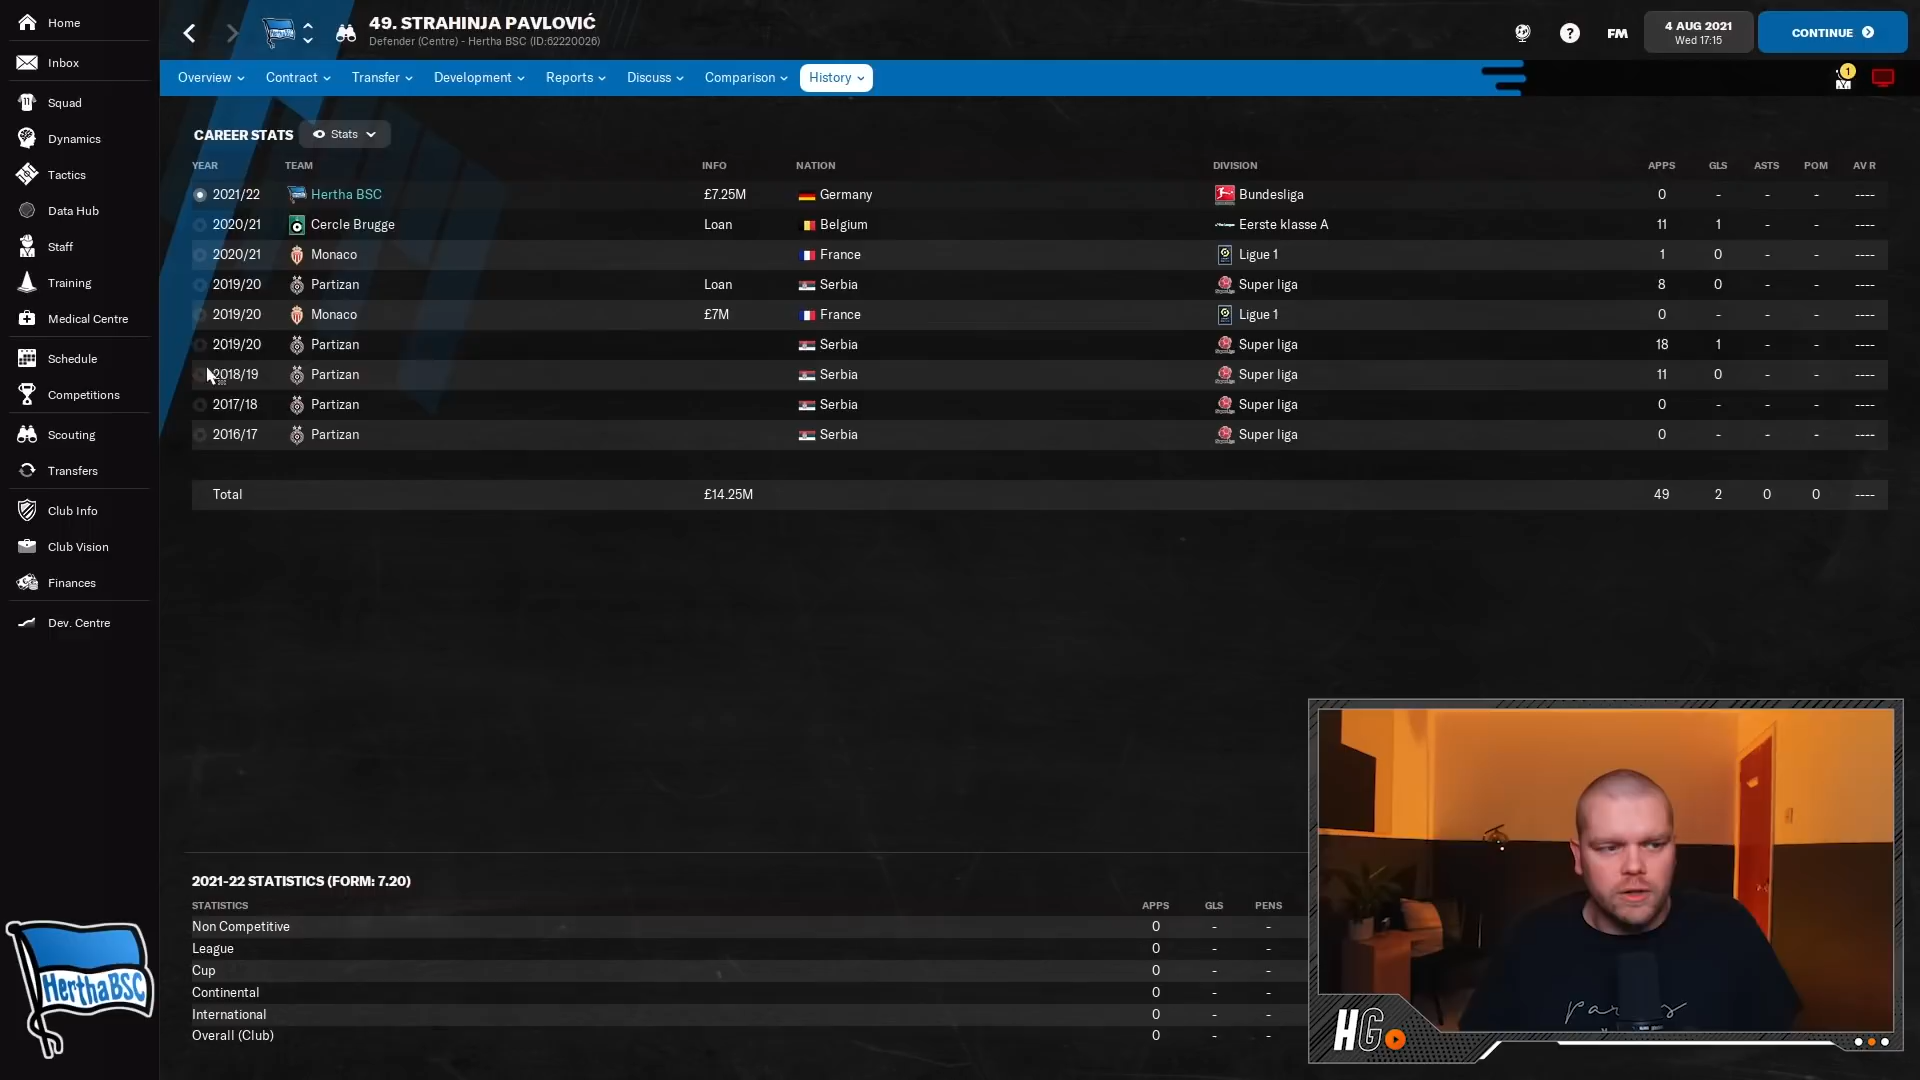 Home
Inbox
Squad
Dynamics
Tactics
Data Hub
Staff
Training
Medical Centre
Schedule
Competitions
Scouting
Transfers
Club Info
Club Vision
Finances
Dev. Centre
Hertha BSC
49. STRAHINJA PAVLOVIĆ
Defender (Centre) - Hertha BSC (ID:62220026)
FM
4 AUG 2021
Wed 17:15
CONTINUE
Overview Contract Transfer Development Reports Discuss Comparison History
1
CAREER STATS Stats
YEAR TEAM INFO NATION DIVISION APPS GLS ASTS POM AV R
2021/22 Hertha BSC £7.25M Germany Bundesliga 0 - - - ----
2020/21 Cercle Brugge Loan Belgium Eerste klasse A 11 1 - - ----
2020/21 Monaco France Ligue 1 1 0 - - ----
2019/20 Partizan Loan Serbia Super liga 8 0 - - ----
2019/20 Monaco £7M France Ligue 1 0 - - - ----
2019/20 Partizan Serbia Super liga 18 1 - - ----
2018/19 Partizan Serbia Super liga 11 0 - - ----
2017/18 Partizan Serbia Super liga 0 - - - ----
2016/17 Partizan Serbia Super liga 0 - - - ----
Total £14.25M 49 2 0 0 ----
2021-22 STATISTICS (FORM: 7.20)
STATISTICS APPS GLS PENS
Non Competitive 0 - -
League 0 - -
Cup 0 - -
Continental 0 - -
International 0 - -
Overall (Club) 0 - -
HG